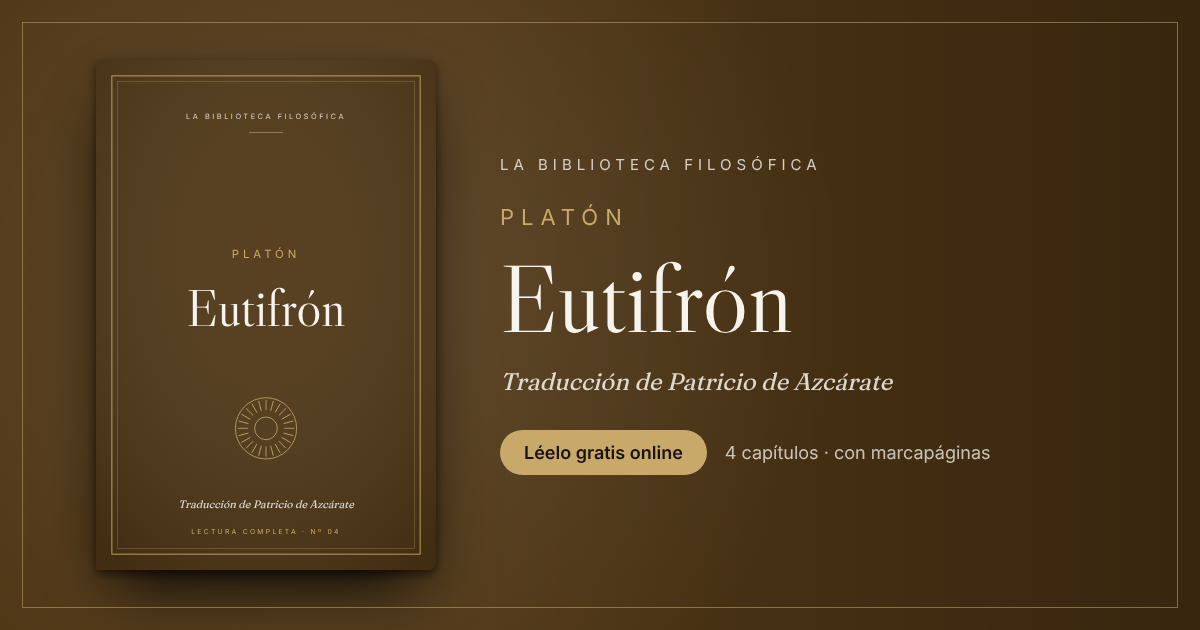 LA BIBLIOTECA FILOSÓFICA
PLATÓN
Eutifrón
Traducción de Patricio de Azcárate
LECTURA COMPLETA · Nº 04
LA BIBLIOTECA FILOSÓFICA
PLATÓN
Eutifrón
Traducción de Patricio de Azcárate
Léelo gratis online
4 capítulos · con marcapáginas